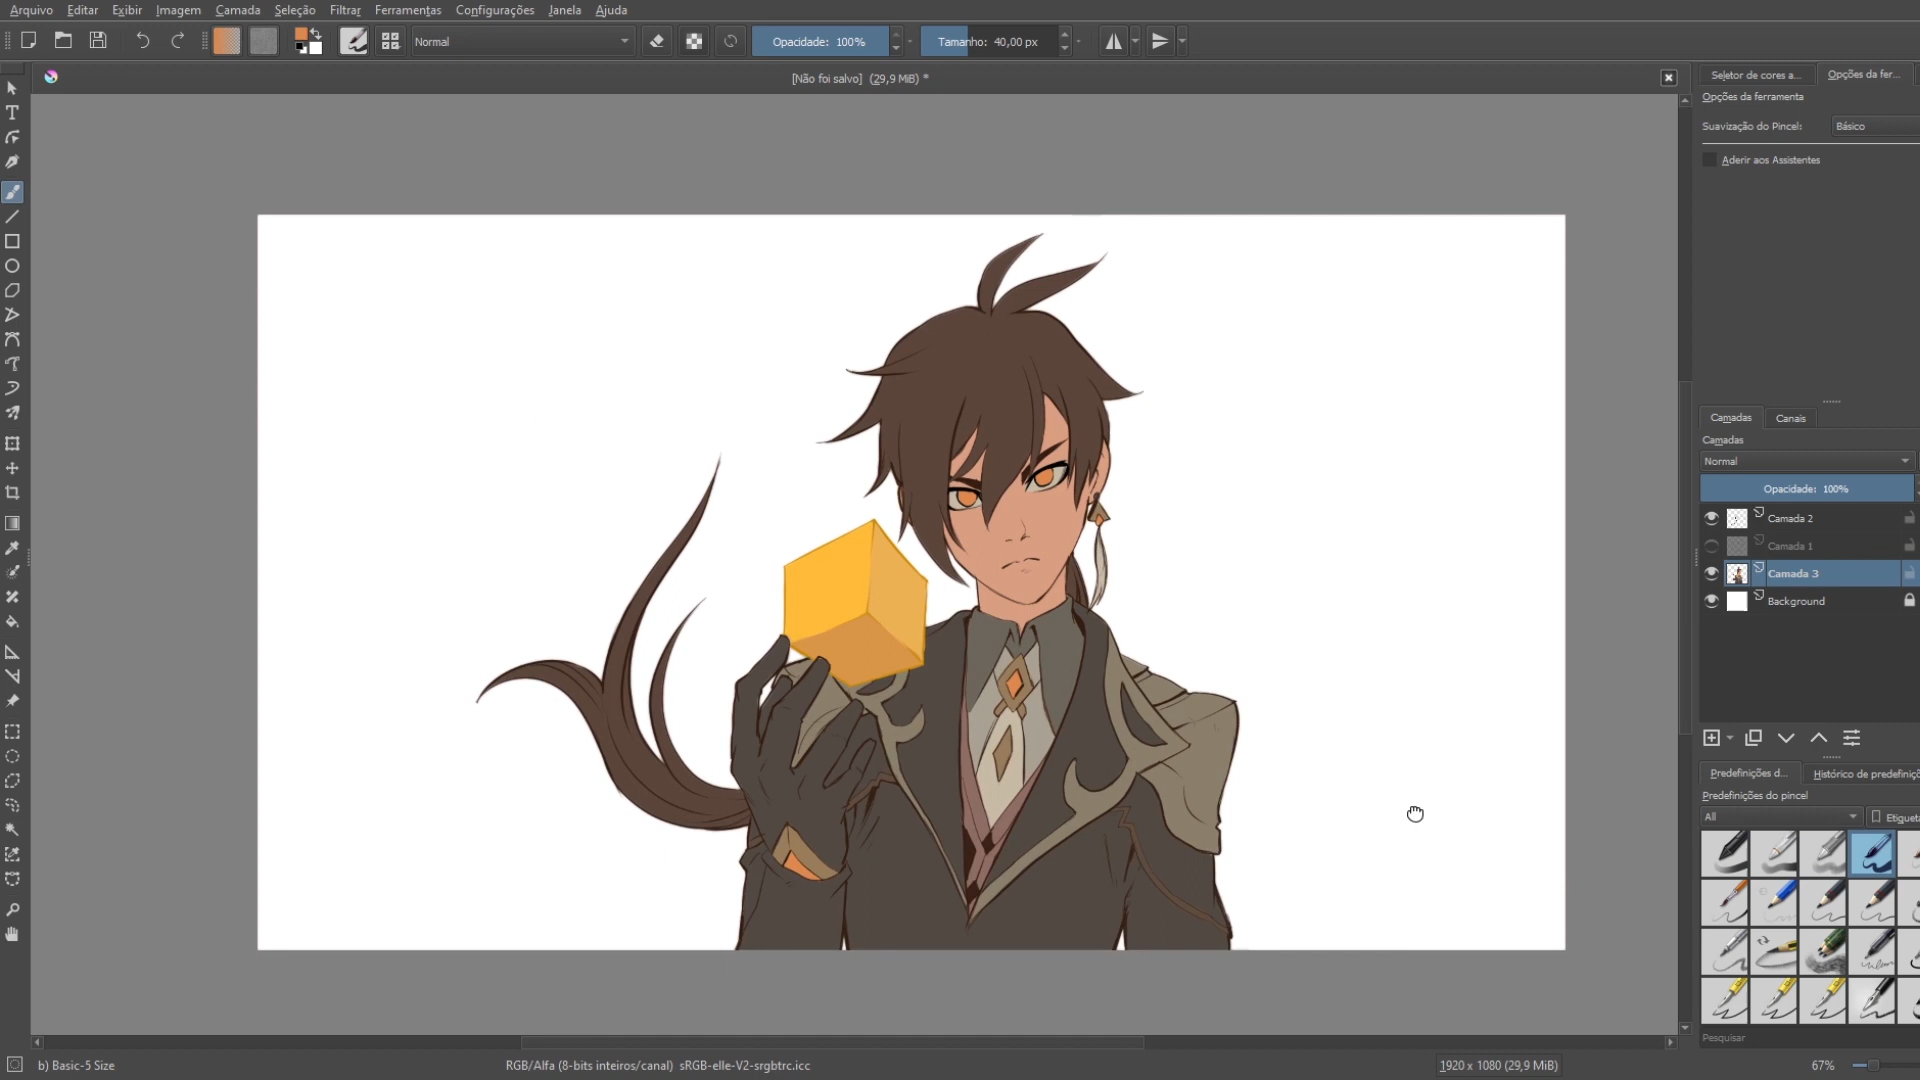 Arquivo Editar Exibir Imagem Camada Seleção Filtrar Ferramentas Configurações Janela Ajuda
Normal Opacidade: 100% Tamanho: 40,00 px
[Não foi salvo] (29,9 MiB) *
Seletor de cores a... Opções da fer...
Opções da ferramenta
Suavização do Pincel: Básico
Aderir aos Assistentes
Camadas Canais
Camadas
Normal
Opacidade: 100%
Camada 2
Camada 1
Camada 3
Background
Predefinições d... Histórico de predefiniçõ
Predefinições do pincel
All Etiqueta
Pesquisar
b) Basic-5 Size RGB/Alfa (8-bits inteiros/canal) sRGB-elle-V2-srgbtrc.icc 1920 x 1080 (29,9 MiB) 67%